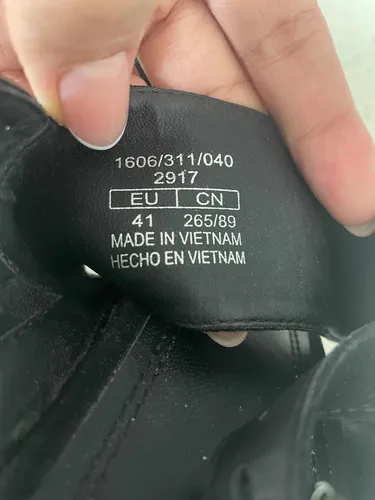 1606/311/040
2917
EU CN
41 265/89
MADE IN VIETNAM
HECHO EN VIETNAM